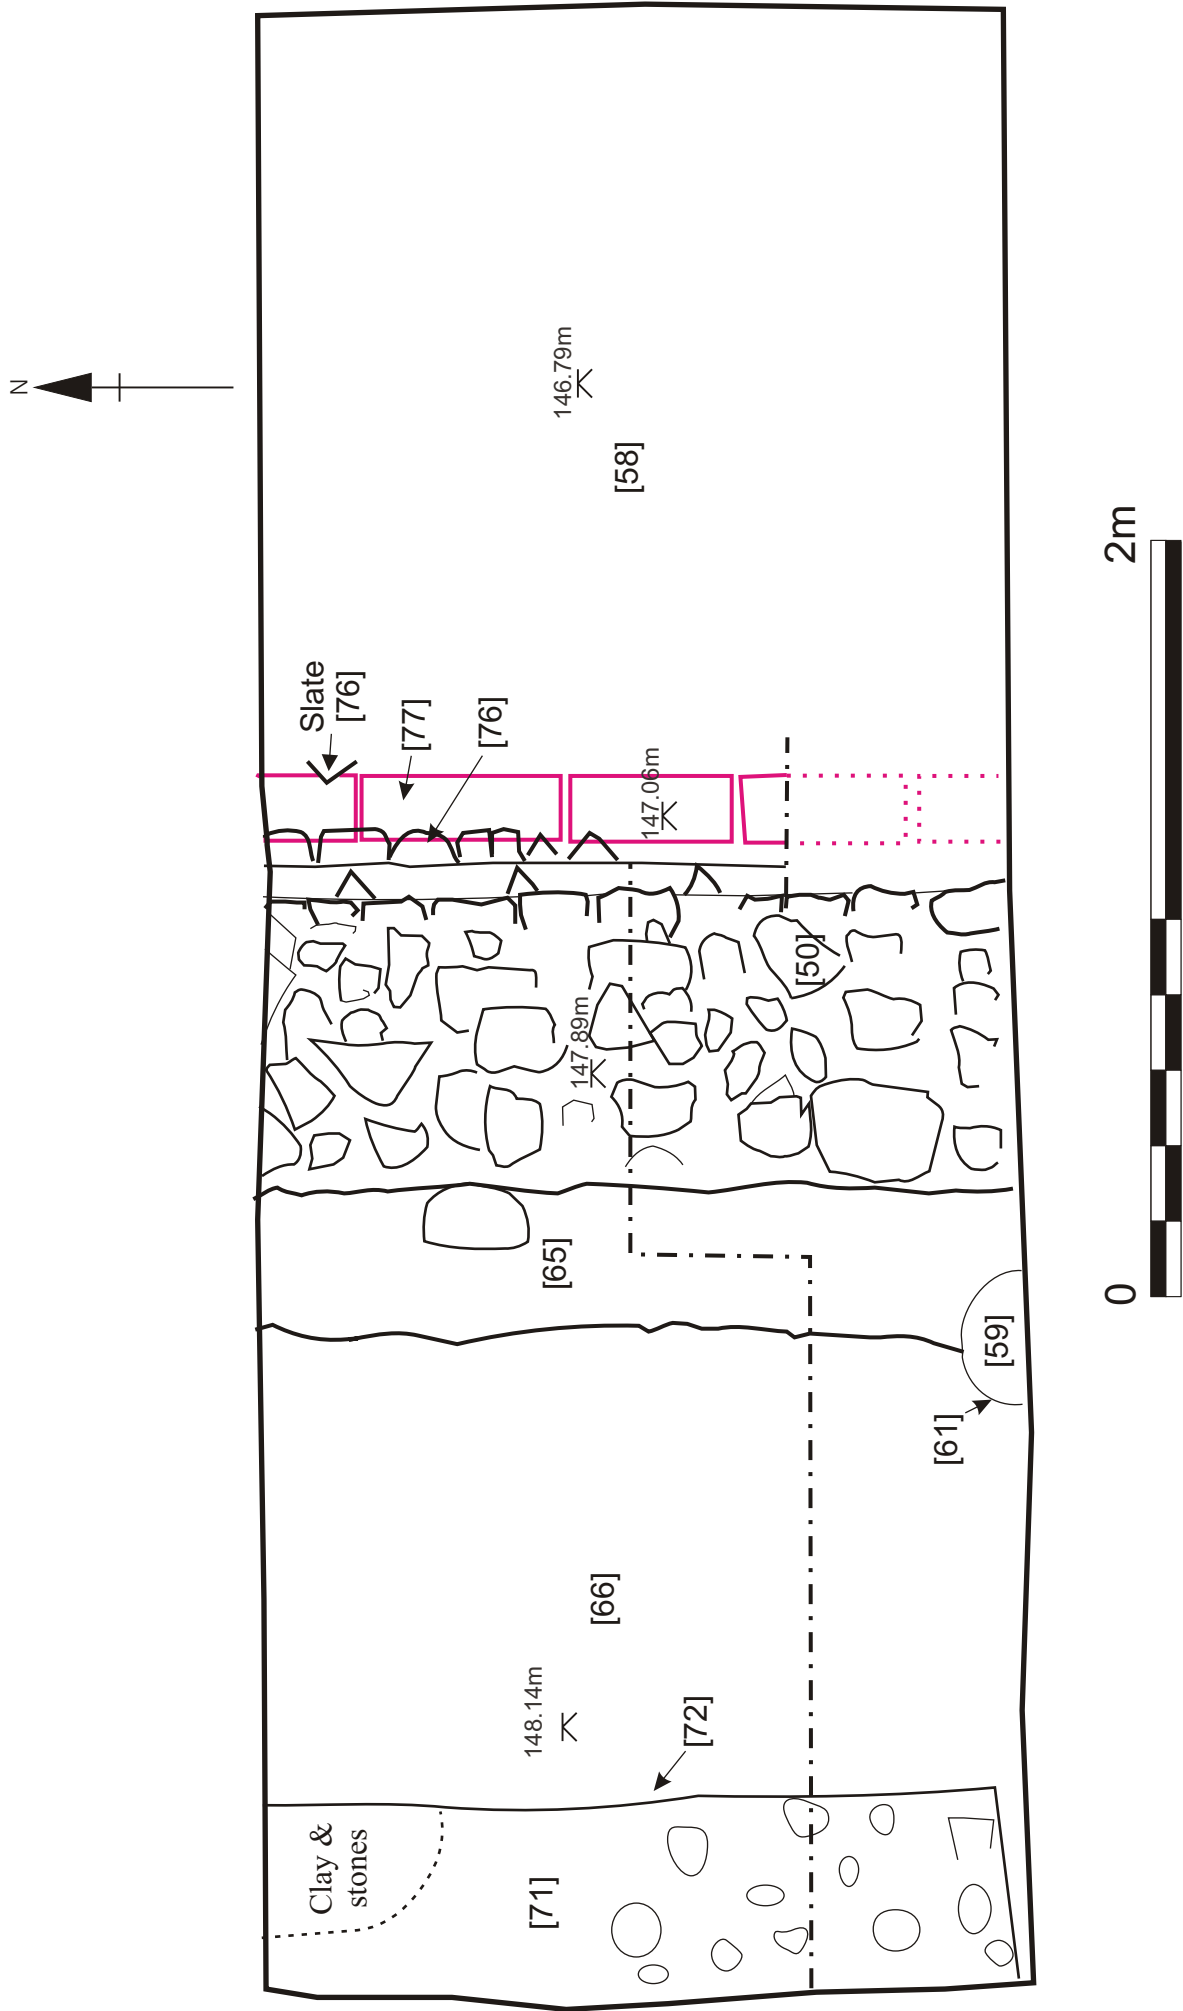 N
146.79m
[58]
2m
Slate
[76]
[77]
[76]
147.06m
[50]
147.89m
[65]
0
[59]
[61]
[66]
148.14m
[72]
Clay &
stones
[71]